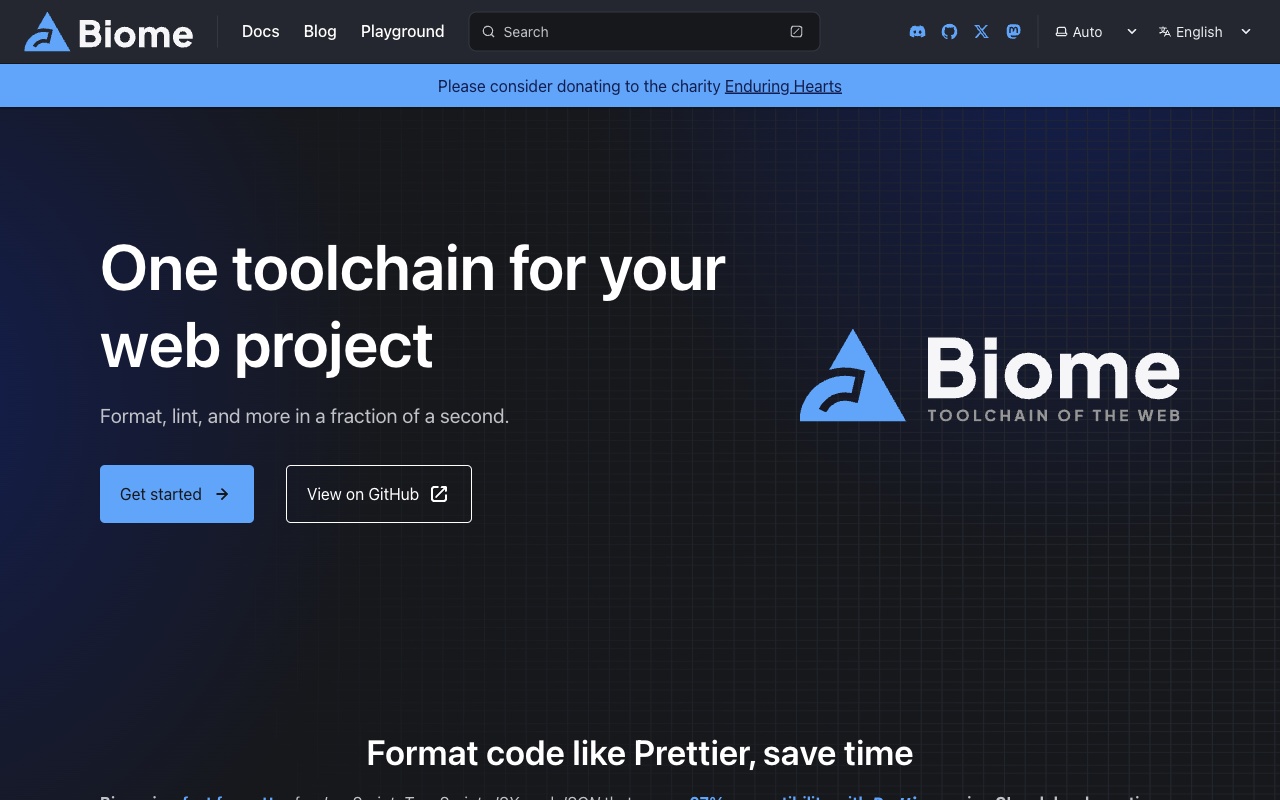 Biome
Docs
Blog
Playground
Search
Auto
English
Please consider donating to the charity Enduring Hearts
One toolchain for your
web project
Format, lint, and more in a fraction of a second.
Get started
View on GitHub
Biome
TOOLCHAIN OF THE WEB
Format code like Prettier, save time